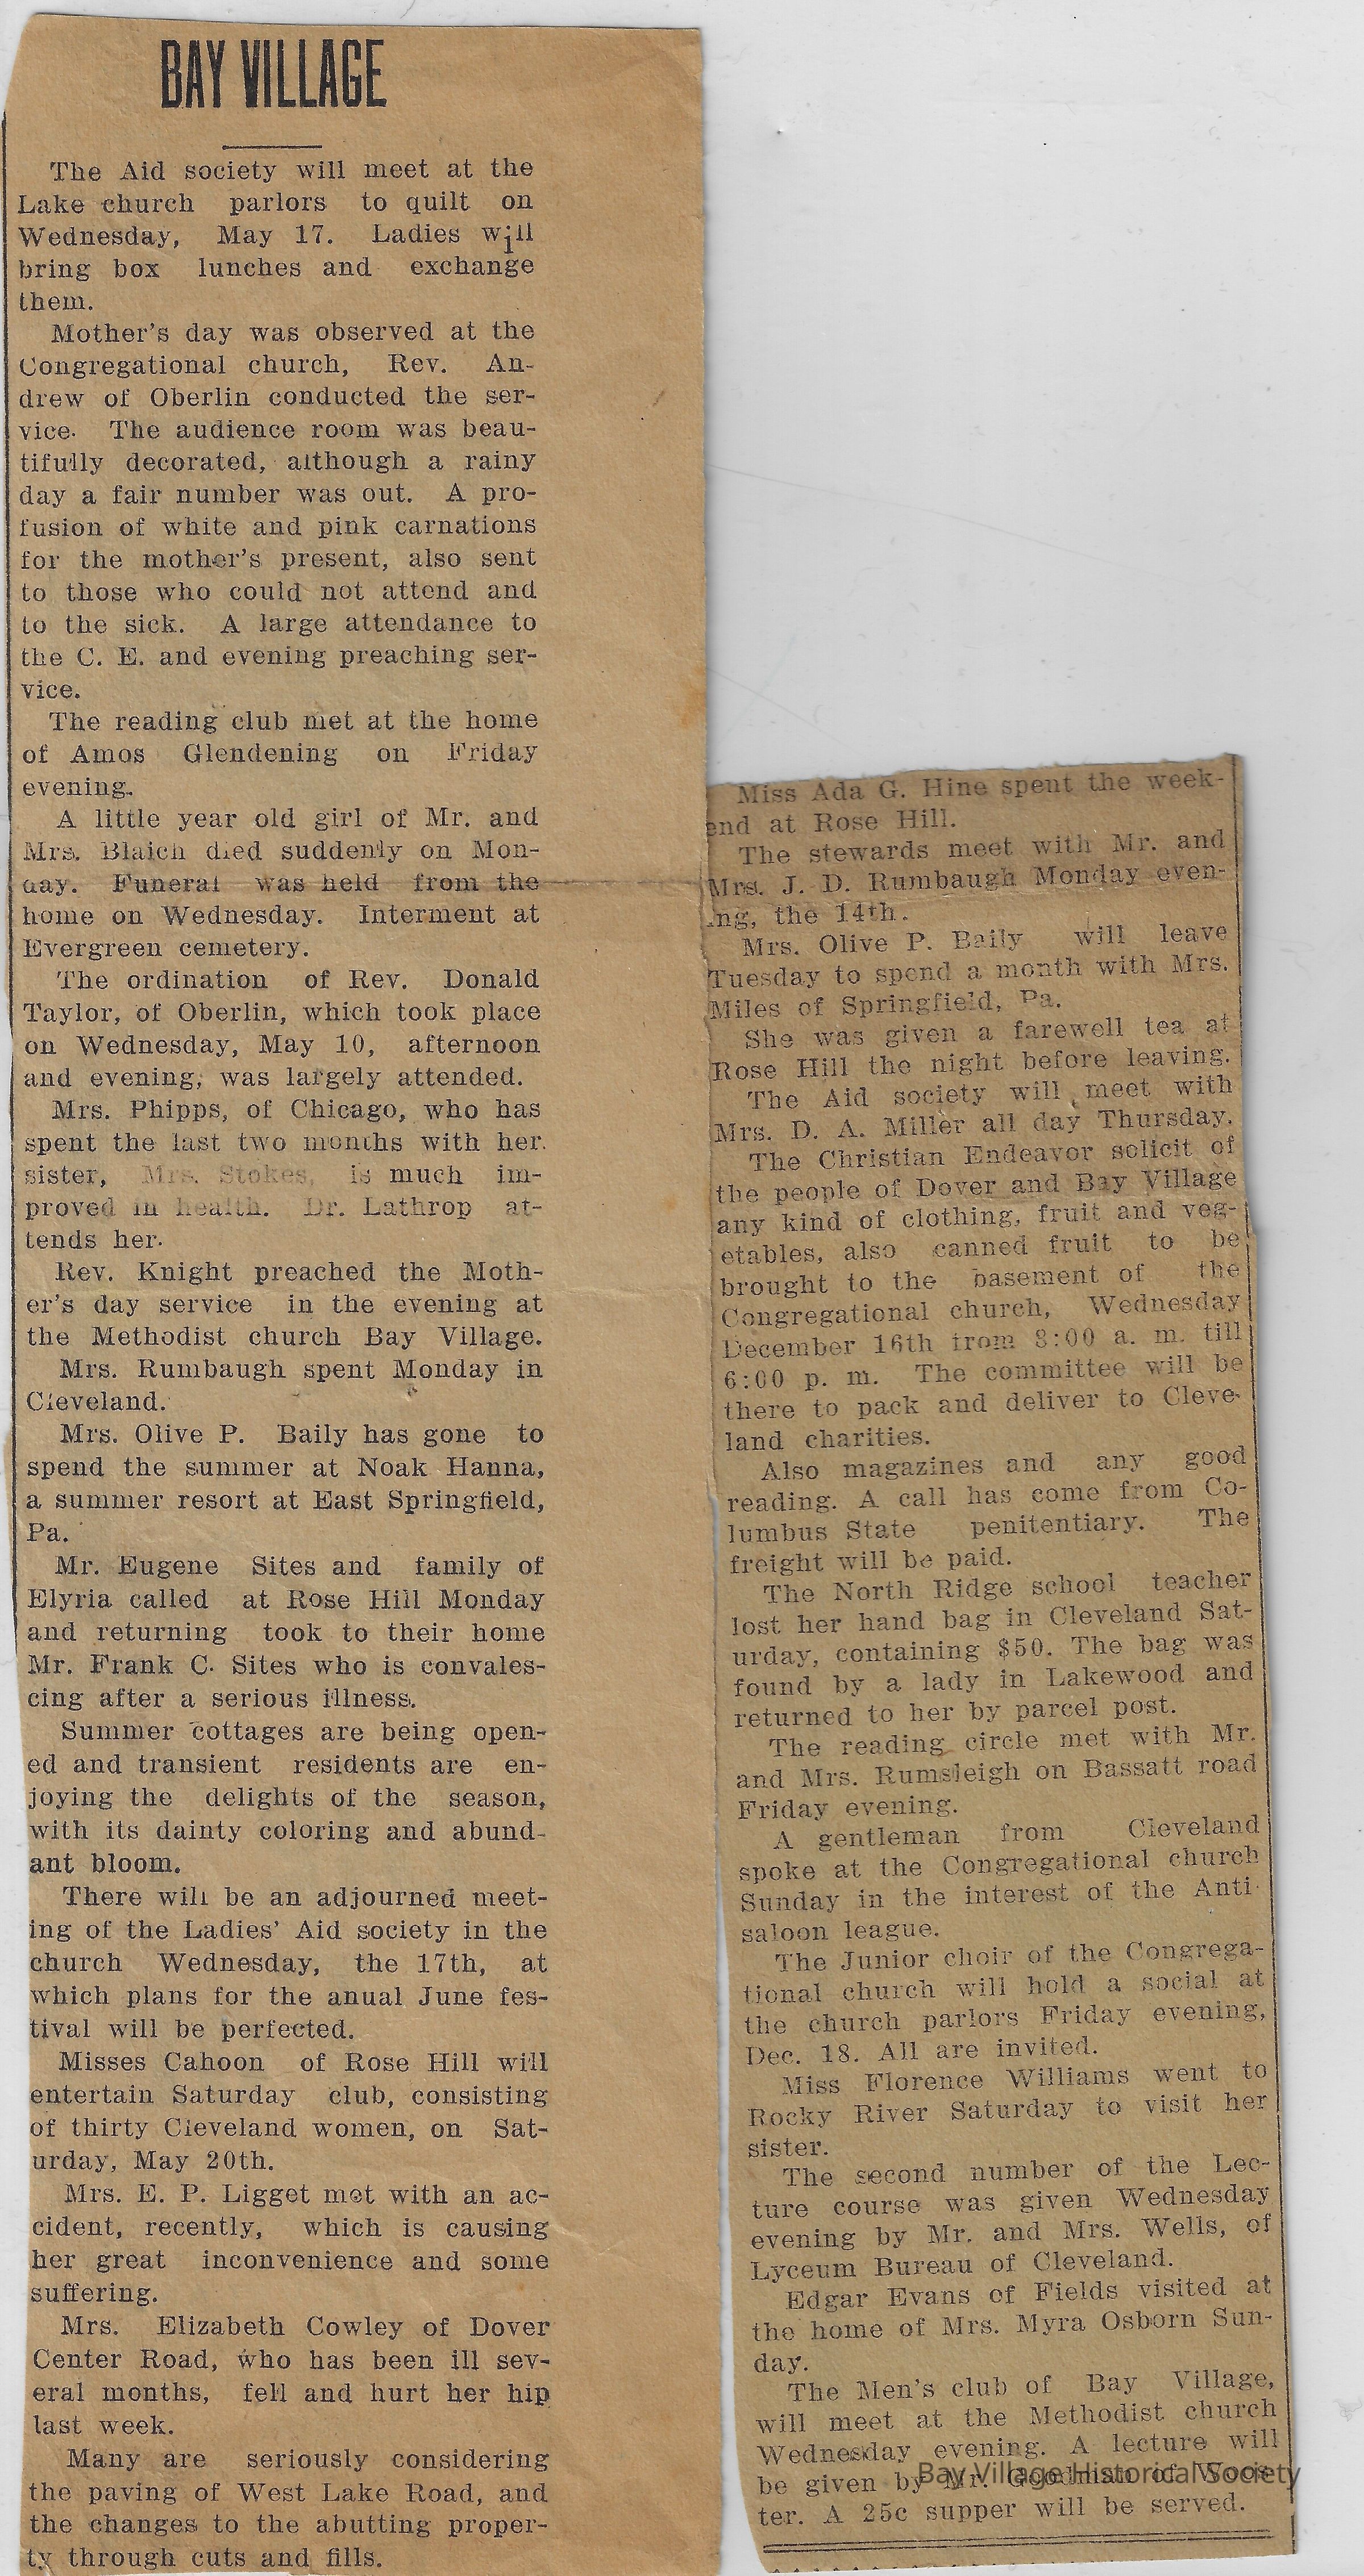 BAY VILLAGE
The Aid society will meet at the
Lake church parlors to quilt on
Wednesday, May 17. Ladies will
bring box lunches and exchange
them.
Mother's day was observed at the
Congregational church, Rev. An-
drew of Oberlin conducted the ser-
vice. The audience room was beau-
tifully decorated, although a rainy
day a fair number was out. A pro-
fusion of white and pink carnations
for the mother's present, also sent
to those who could not attend and
to the sick. A large attendance to
the C. E. and evening preaching ser-
vice.
The reading club met at the home
of Amos Glendening on Friday
evening.
A little year old girl of Mr. and
Mrs. Blaich died suddenly on Mon-
day. Funeral was held from the
home on Wednesday. Interment at
Evergreen cemetery.
The ordination of Rev. Donald
Taylor, of Oberlin, which took place
on Wednesday, May 10, afternoon
and evening, was largely attended.
Mrs. Phipps, of Chicago, who has
spent the last two months with her
sister, Mrs. Stokes, is much im-
proved in health. Dr. Lathrop at-
tends her.
Rev. Knight preached the Moth-
er's day service in the evening at
the Methodist church Bay Village.
Mrs. Rumbaugh spent Monday in
Cleveland.
Mrs. Olive P. Baily has gone to
spend the summer at Noak Hanna,
a summer resort at East Springfield,
Pa.
Mr. Eugene Sites and family of
Elyria called at Rose Hill Monday
and returning took to their home
Mr. Frank C. Sites who is convales-
cing after a serious illness.
Summer cottages are being open-
ed and transient residents are en-
joying the delights of the season,
with its dainty coloring and abund-
ant bloom.
There will be an adjourned meet-
ing of the Ladies' Aid society in the
church Wednesday, the 17th, at
which plans for the anual June fes-
tival will be perfected.
Misses Cahoon of Rose Hill will
entertain Saturday club, consisting
of thirty Cleveland women, on Sat-
urday, May 20th.
Mrs. E. P. Ligget met with an ac-
cident, recently, which is causing
her great inconvenience and some
suffering.
Mrs. Elizabeth Cowley of Dover
Center Road, who has been ill sev-
eral months, fell and hurt her hip
last week.
Many are seriously considering
the paving of West Lake Road, and
the changes to the abutting proper-
ty through cuts and fills.
Miss Ada G. Hine spent the week-
end at Rose Hill.
The stewards meet with Mr. and
Mrs. J. D. Rumbaugh Monday even-
ing, the 14th.
Mrs. Olive P. Baily will leave
Tuesday to spend a month with Mrs.
Miles of Springfield, Pa.
She was given a farewell tea at
Rose Hill the night before leaving.
The Aid society will meet with
Mrs. D. A. Miller all day Thursday.
The Christian Endeavor solicit of
the people of Dover and Bay Village
any kind of clothing, fruit and veg-
etables, also canned fruit to be
brought to the basement of the
Congregational church, Wednesday
December 16th from 8:00 a. m. till
6:00 p. m. The committee will be
there to pack and deliver to Cleve-
land charities.
Also magazines and any good
reading. A call has come from Co-
lumbus State penitentiary. The
freight will be paid.
The North Ridge school teacher
lost her hand bag in Cleveland Sat-
urday, containing $50. The bag was
found by a lady in Lakewood and
returned to her by parcel post.
The reading circle met with Mr.
and Mrs. Rumsleigh on Bassatt road
Friday evening.
A gentleman from Cleveland
spoke at the Congregational church
Sunday in the interest of the Anti-
saloon league.
The Junior choir of the Congrega-
tional church will hold a social at
the church parlors Friday evening,
Dec. 18. All are invited.
Miss Florence Williams went to
Rocky River Saturday to visit her
sister.
The second number of the Lec-
ture course was given Wednesday
evening by Mr. and Mrs. Wells, of
Lyceum Bureau of Cleveland.
Edgar Evans of Fields visited at
the home of Mrs. Myra Osborn Sun-
day.
The Men's club of Bay Village,
will meet at the Methodist church
Wednesday evening. A lecture will
be given by Mr. of Woos-
ter. A 25c supper will be served.
Bay Village Historical Society